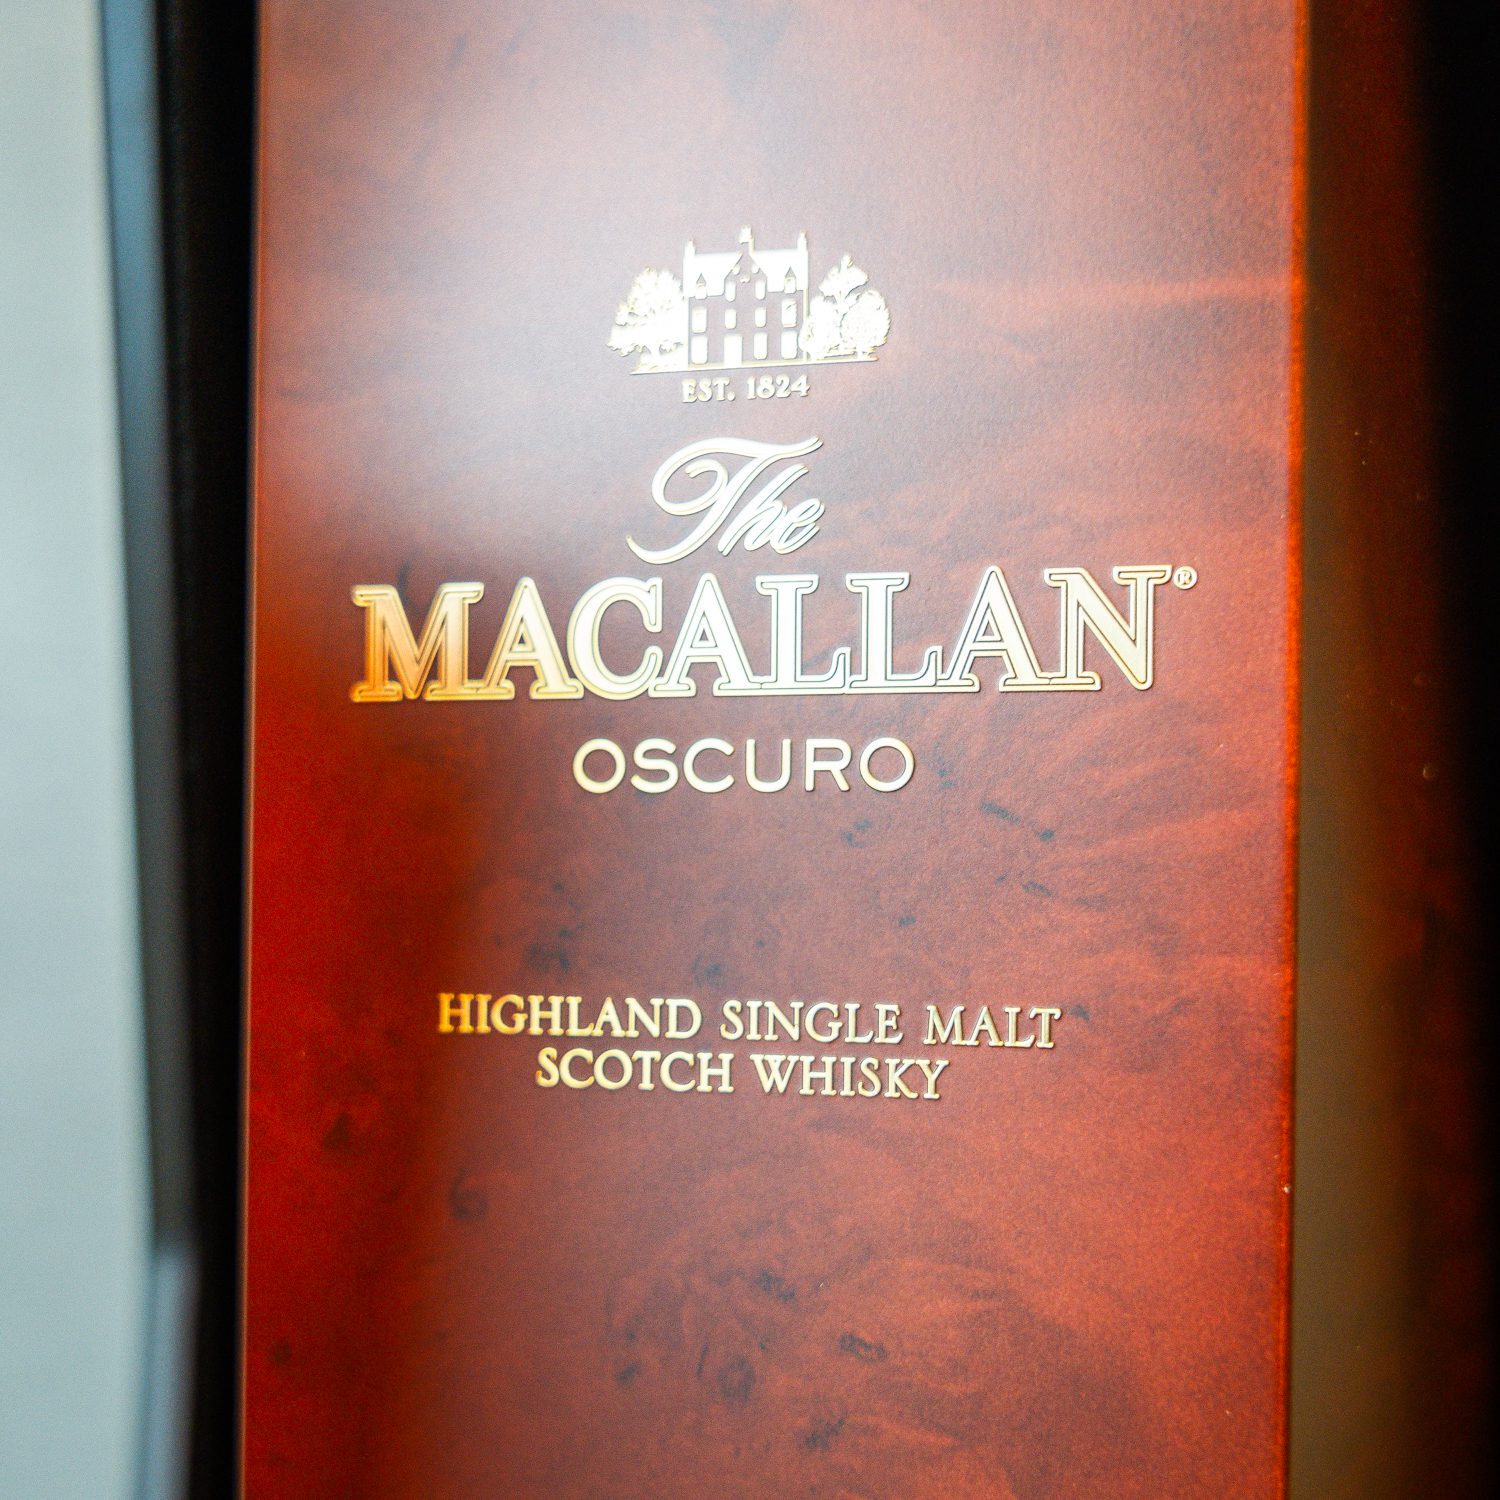 EST. 1824
The
MACALLAN®
OSCURO
HIGHLAND SINGLE MALT
SCOTCH WHISKY